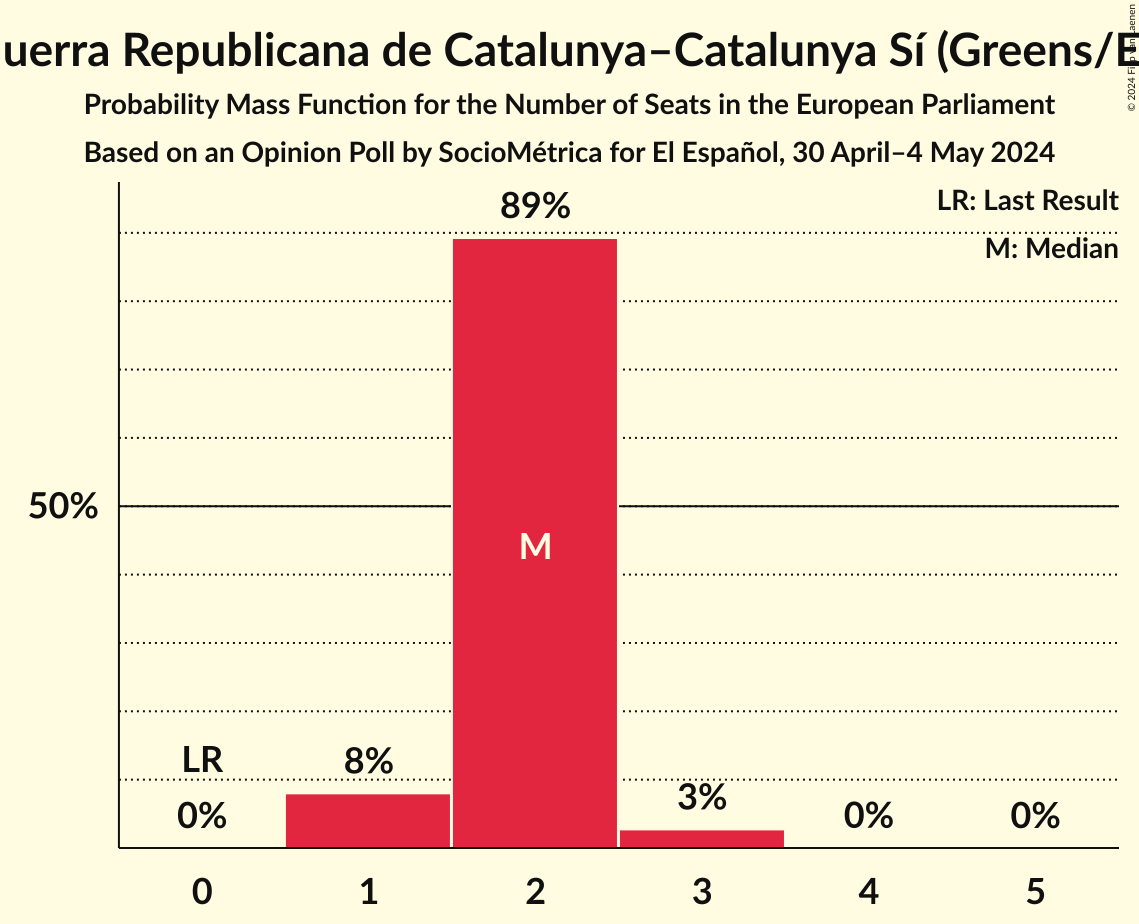 uerra Republicana de Catalunya–Catalunya Sí (Greens/E
Probability Mass Function for the Number of Seats in the European Parliament
Based on an Opinion Poll by SocioMétrica for El Español, 30 April–4 May 2024
LR: Last Result
M: Median
89%
50%
M
LR
8%
3%
0%
0%
0%
0 1 2 3 4 5
© 2024